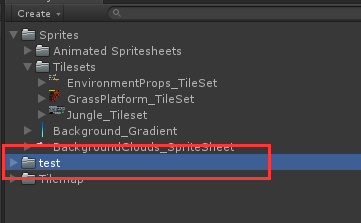 Create
Sprites
Animated Spritesheets
Tilesets
EnvironmentProps_TileSet
GrassPlatform_TileSet
Jungle_Tileset
Background_Gradient
BackgroundClouds_SpriteSheet
test
Tilemap